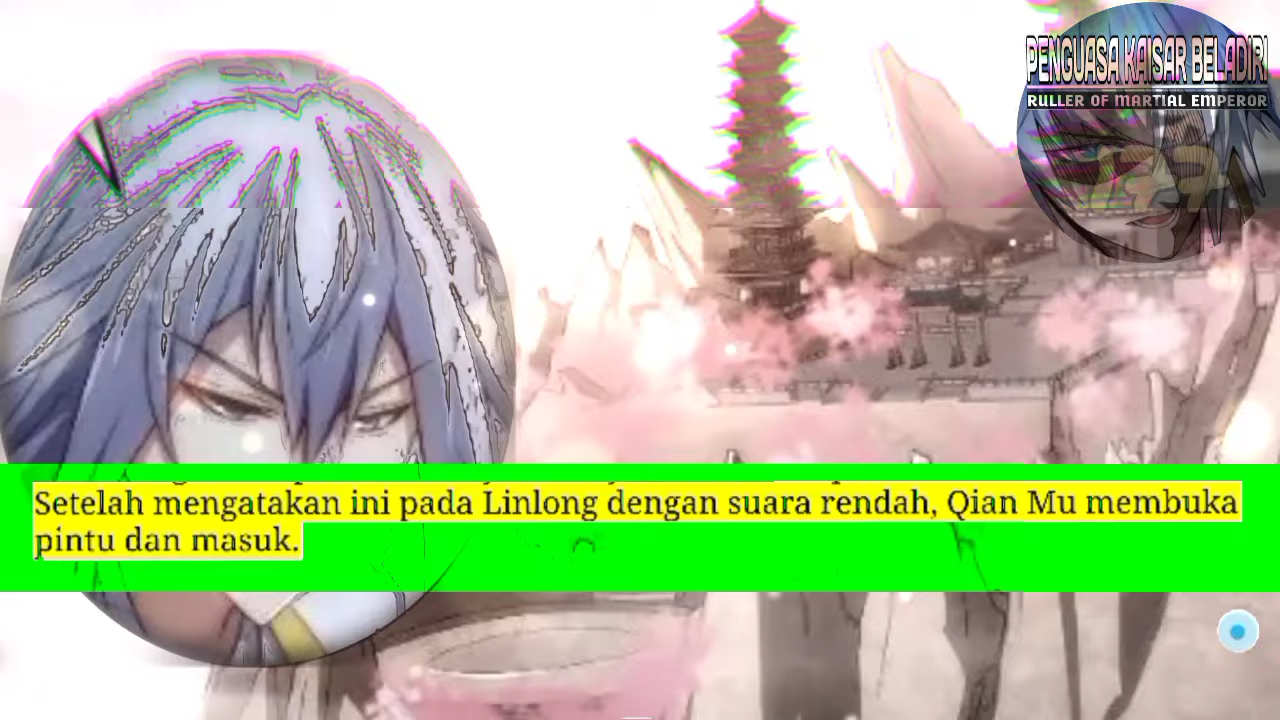 PENGUASA KAISAR BELADIRI
RULLER OF MARTIAL EMPEROR
Setelah mengatakan ini pada Linlong dengan suara rendah, Qian Mu membuka
pintu dan masuk.